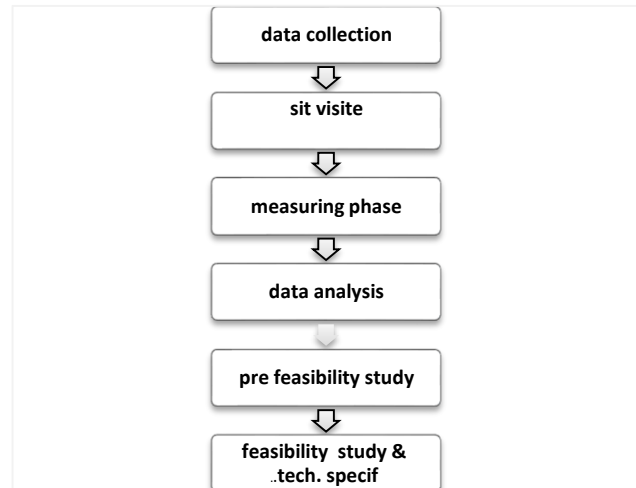 data collection
sit visite
measuring phase
data analysis
pre feasibility study
feasibility study &
..tech. specif